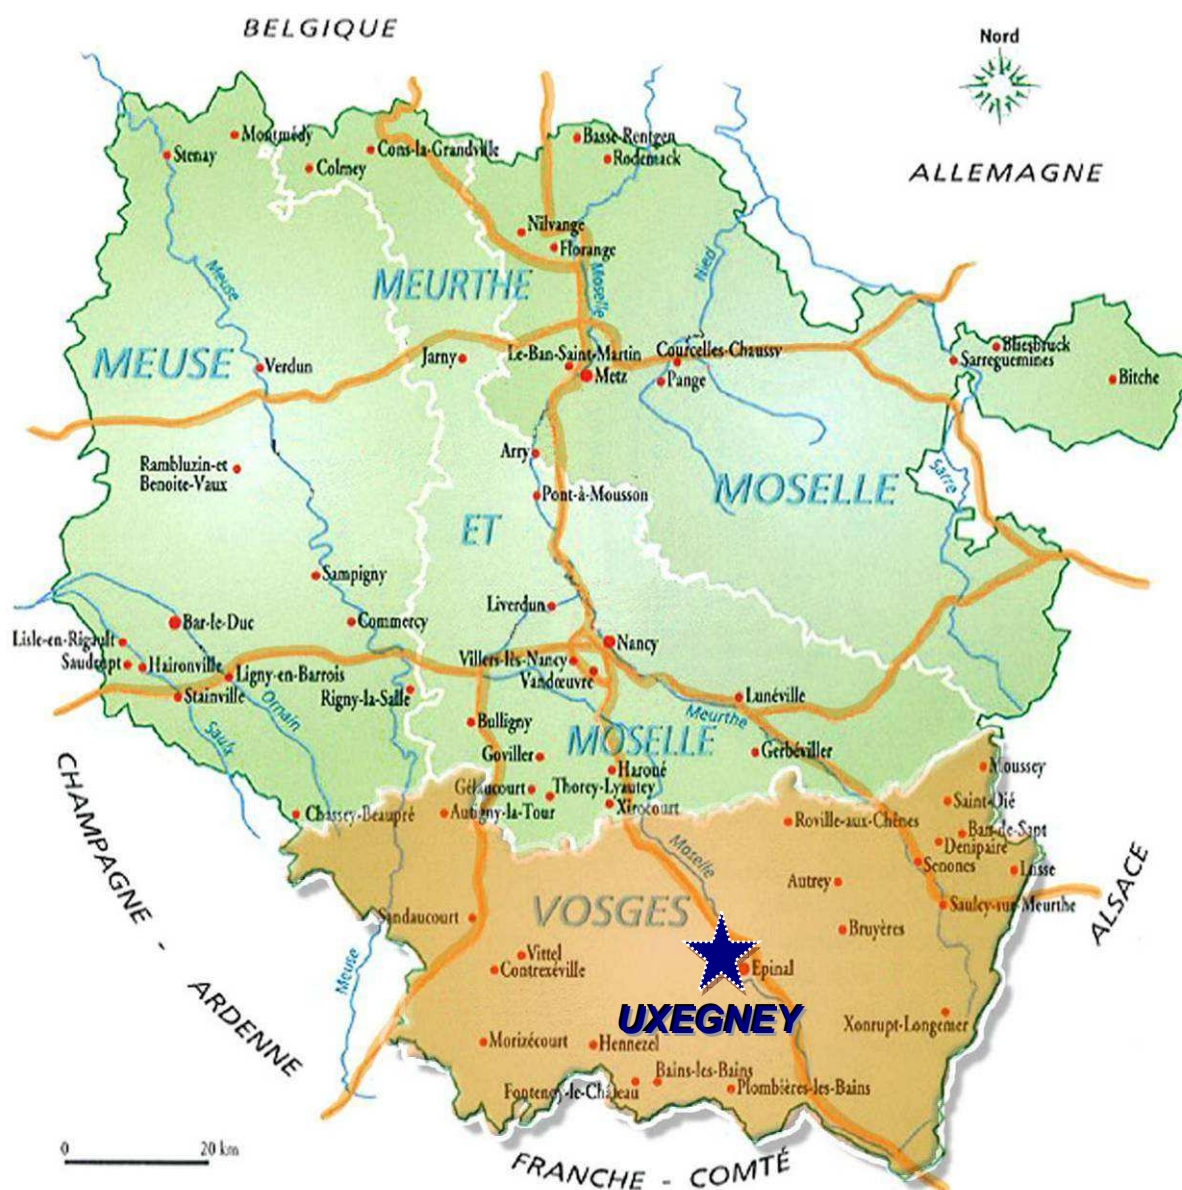 BELGIQUE
Nord
ALLEMAGNE
Montmédy
Stenay
Colmey
Cons-la-Grandville
Basse-Rentgen
Rodemack
Nilvange
Florange
Meuse
MEURTHE
Moselle
Nied
MEUSE
Verdun
Jarny
Le-Ban-Saint-Martin
Metz
Courcelles-Chaussy
Pange
Bliesbruck
Sarreguemines
Bitche
Arry
Rambluzin-et
Benoite-Vaux
Pont-à-Mousson
MOSELLE
Sarre
ET
Sampigny
Liverdun
Bar-le-Duc
Commercy
Nancy
Lisle-en-Rigault
Saudrupt
Haironville
Ligny-en-Barrois
Villers-lès-Nancy
Vandœuvre
Stainville
Ornain
Rigny-la-Salle
Lunéville
Saulx
Bulligny
Meurthe
MOSELLE
Goviller
Gerbéviller
Haroué
Moussey
CHAMPAGNE - ARDENNE
Gélaucourt
Thorey-Lyautey
Chassey-Beaupré
Autigny-la-Tour
Xirocourt
Saint-Dié
Roville-aux-Chênes
Ban-de-Sapt
Denipaire
Moselle
Senones
Lusse
Autrey
ALSACE
VOSGES
Saulcy-sur-Meurthe
Sandaucourt
Bruyères
Vittel
Contrexéville
Epinal
Meuse
UXEGNEY
Xonrupt-Longemer
Morizécourt
Hennezel
Bains-les-Bains
Fontenoy-le-Château
Plombières-les-Bains
0 20 km
FRANCHE - COMTÉ